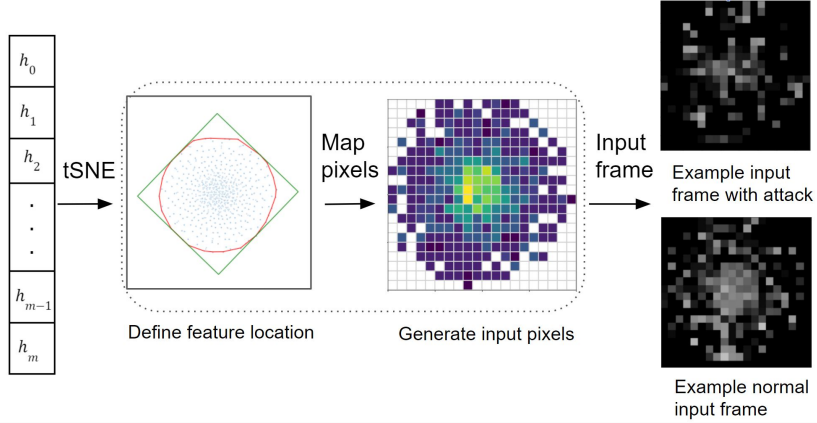 h0
h1
h2
.
.
.
hm−1
hm
tSNE
Define feature location
Map
pixels
Generate input pixels
Input
frame
Example input
frame with attack
Example normal
input frame